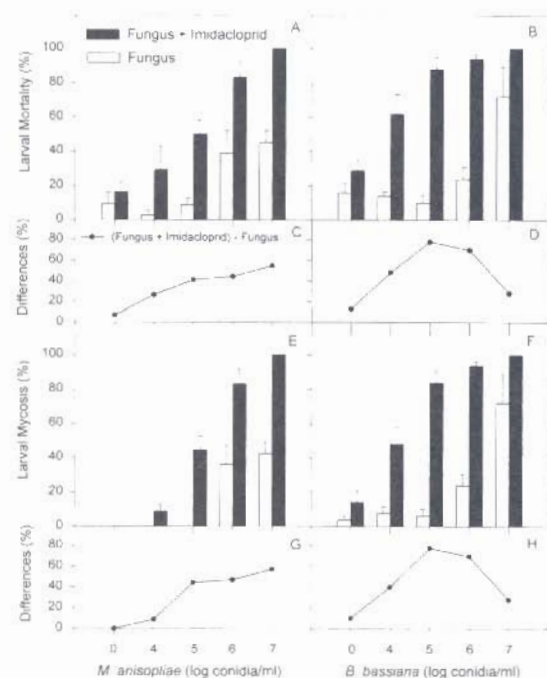 Fungus + Imidacloprid
Fungus
A
B
Larval Mortality (%)
100
80
60
40
20
0
(Fungus + Imidacloprid) - Fungus
C
D
Differences (%)
80
60
40
20
0
E
F
Larval Mycosis (%)
100
80
60
40
20
0
G
H
Differences (%)
80
60
40
20
0
0 4 5 6 7
0 4 5 6 7
M. anisopliae (log conidia/ml)
B. bassiana (log conidia/ml)